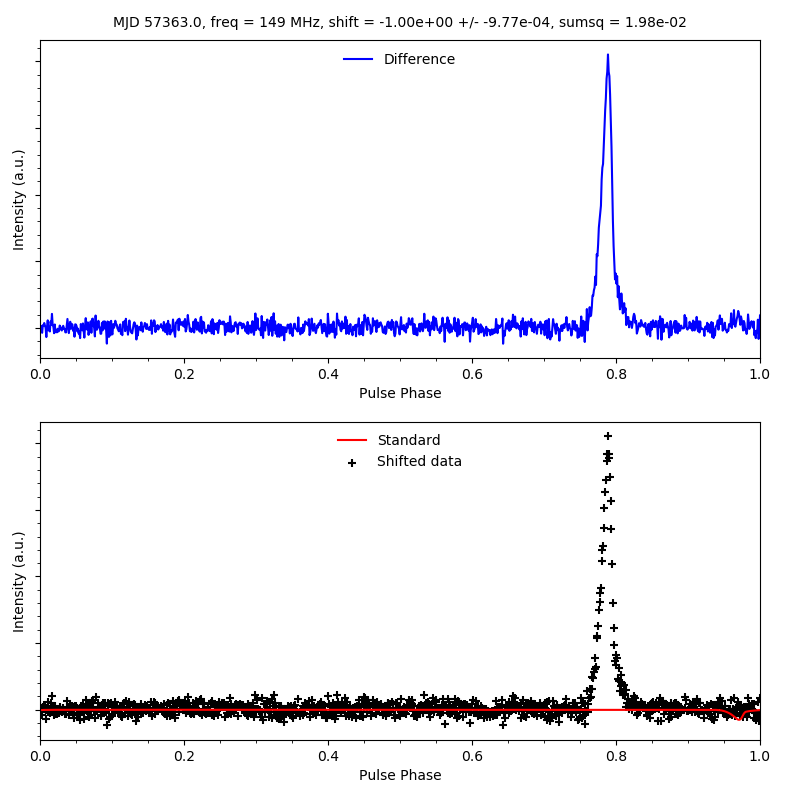 MJD 57363.0, freq = 149 MHz, shift = -1.00e+00 +/- -9.77e-04, sumsq = 1.98e-02
Difference
Intensity (a.u.)
0.0 0.2 0.4 0.6 0.8 1.0
Pulse Phase
Standard
Shifted data
Intensity (a.u.)
0.0 0.2 0.4 0.6 0.8 1.0
Pulse Phase